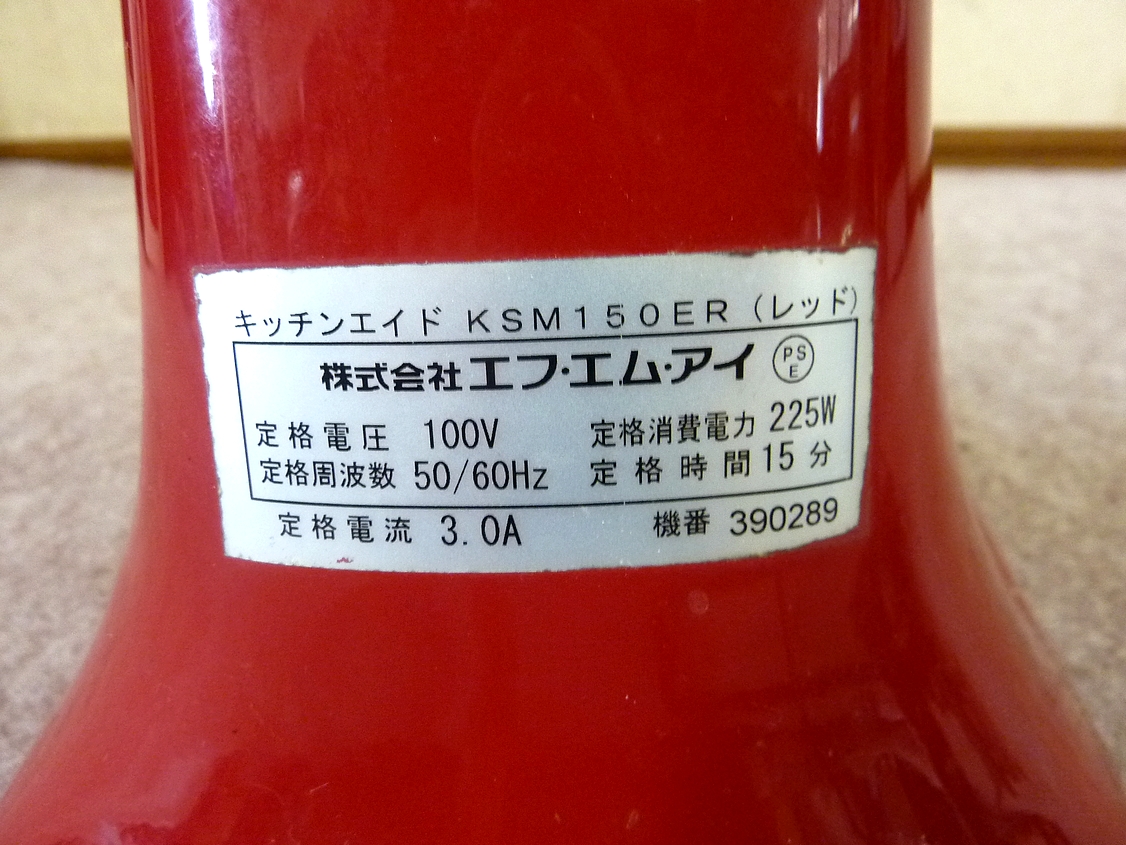 キッチンエイド KSM150ER（レッド）
株式会社エフ・エム・アイ PSE
定格電圧 100V 定格消費電力 225W
定格周波数 50/60Hz 定格時間 15分
定格電流 3.0A 機番 390289